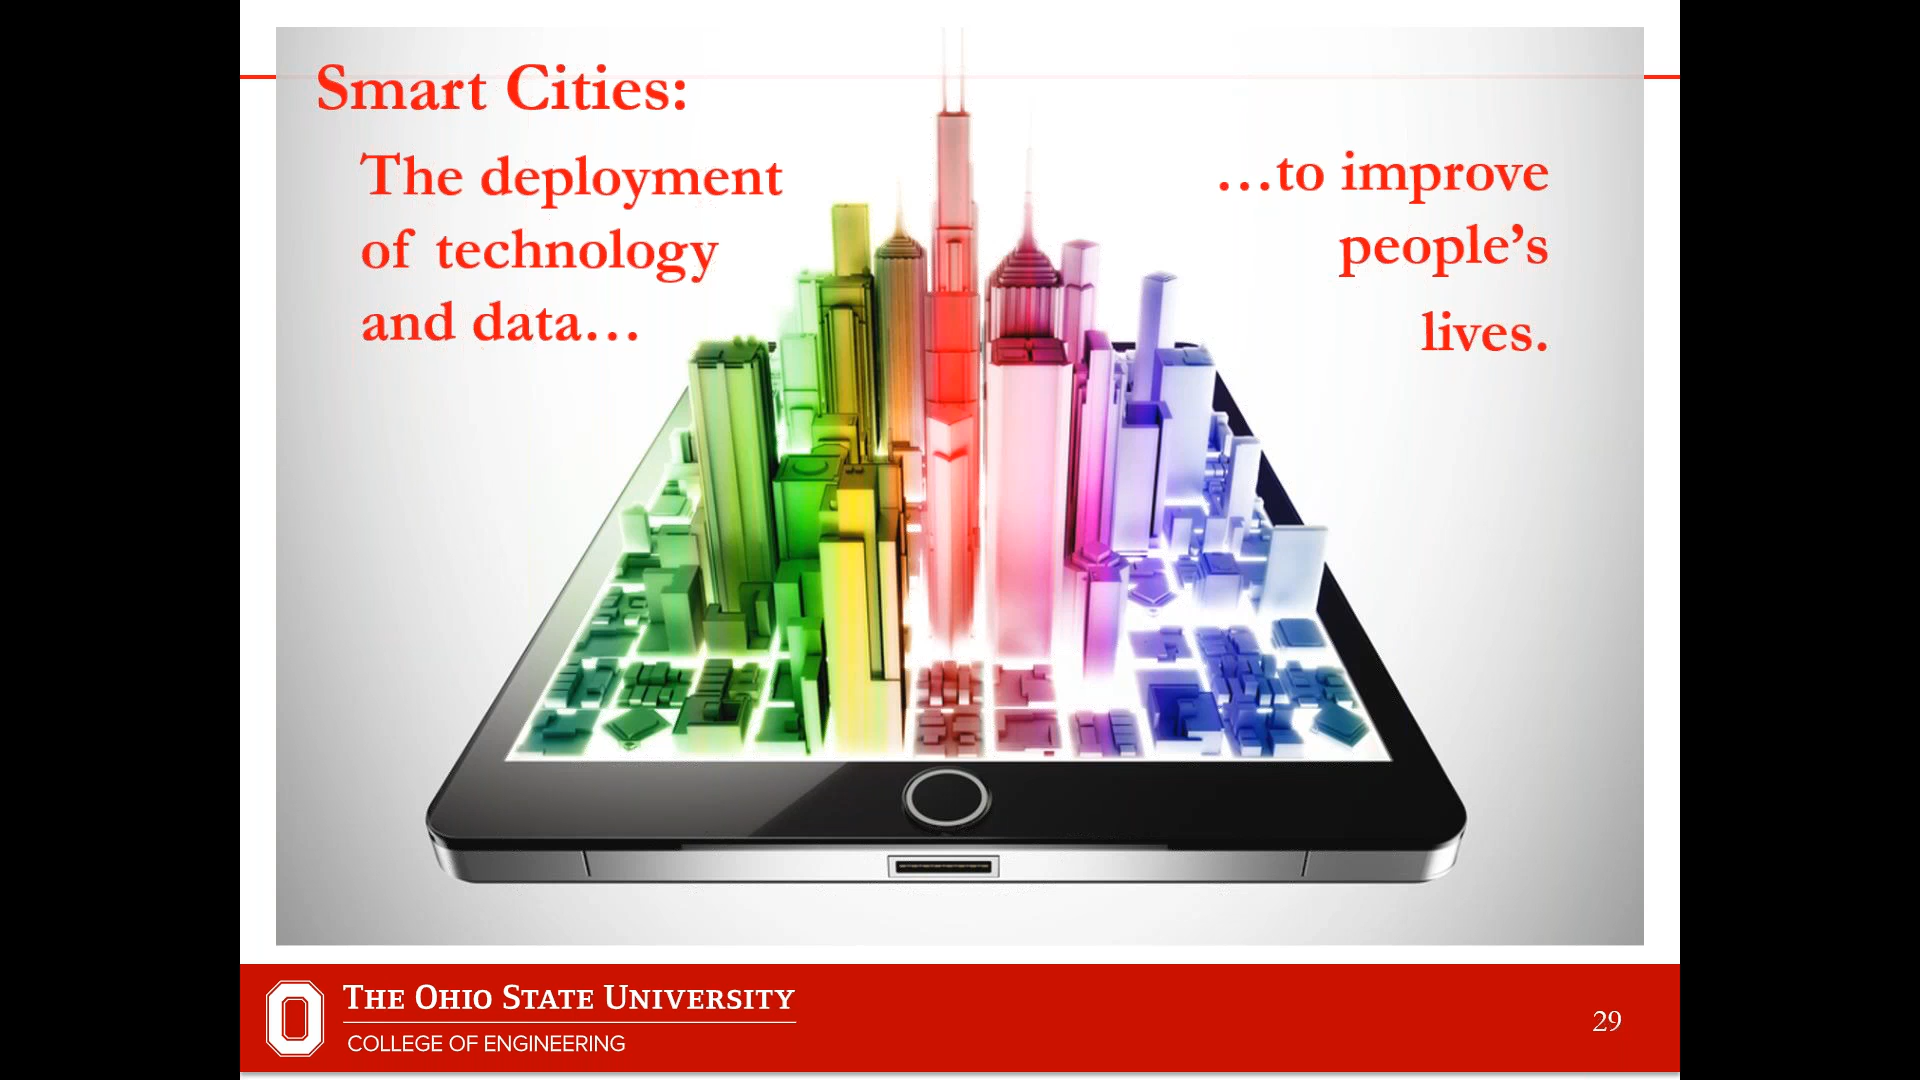 Smart Cities:
The deployment
of technology
and data…
…to improve
people’s
lives.
THE OHIO STATE UNIVERSITY
COLLEGE OF ENGINEERING
29